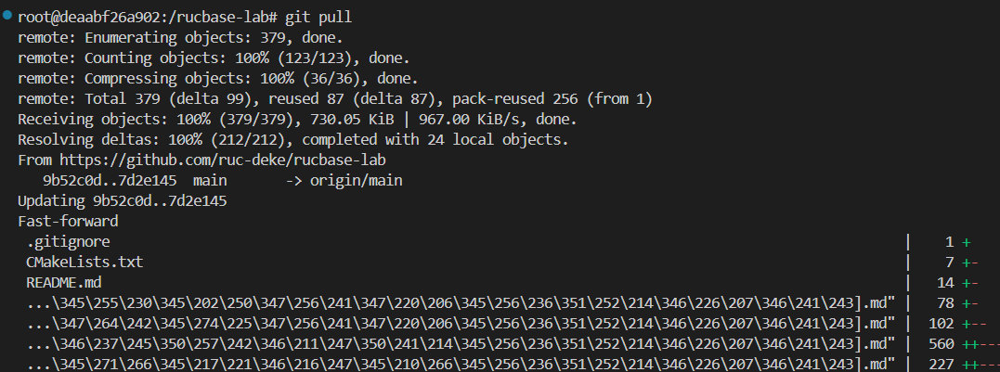 root@deaabf26a902:/rucbase-lab# git pull
remote: Enumerating objects: 379, done.
remote: Counting objects: 100% (123/123), done.
remote: Compressing objects: 100% (36/36), done.
remote: Total 379 (delta 99), reused 87 (delta 87), pack-reused 256 (from 1)
Receiving objects: 100% (379/379), 730.05 KiB | 967.00 KiB/s, done.
Resolving deltas: 100% (212/212), completed with 24 local objects.
From https://github.com/ruc-deke/rucbase-lab
   9b52c0d..7d2e145  main       -> origin/main
Updating 9b52c0d..7d2e145
Fast-forward
 .gitignore | 1 +
 CMakeLists.txt | 7 +-
 README.md | 14 +-
 ...\345\255\230\345\202\250\347\256\241\347\220\206\345\256\236\351\252\214\346\226\207\346\241\243].md" | 78 +-
 ...\347\264\242\345\274\225\347\256\241\347\220\206\345\256\236\351\252\214\346\226\207\346\241\243].md" | 102 +--
 ...\346\237\245\350\257\242\346\211\247\350\241\214\345\256\236\351\252\214\346\226\207\346\241\243].md" | 560 ++---
 ...\345\271\266\345\217\221\346\216\247\345\210\266\345\256\236\351\252\214\346\226\207\346\241\243].md" | 227 ++---